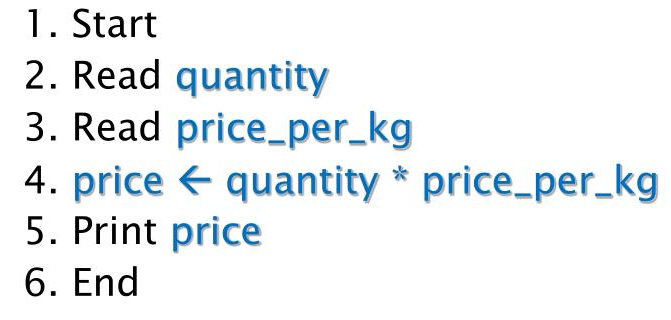 1. Start
2. Read quantity
3. Read price_per_kg
4. price ← quantity * price_per_kg
5. Print price
6. End